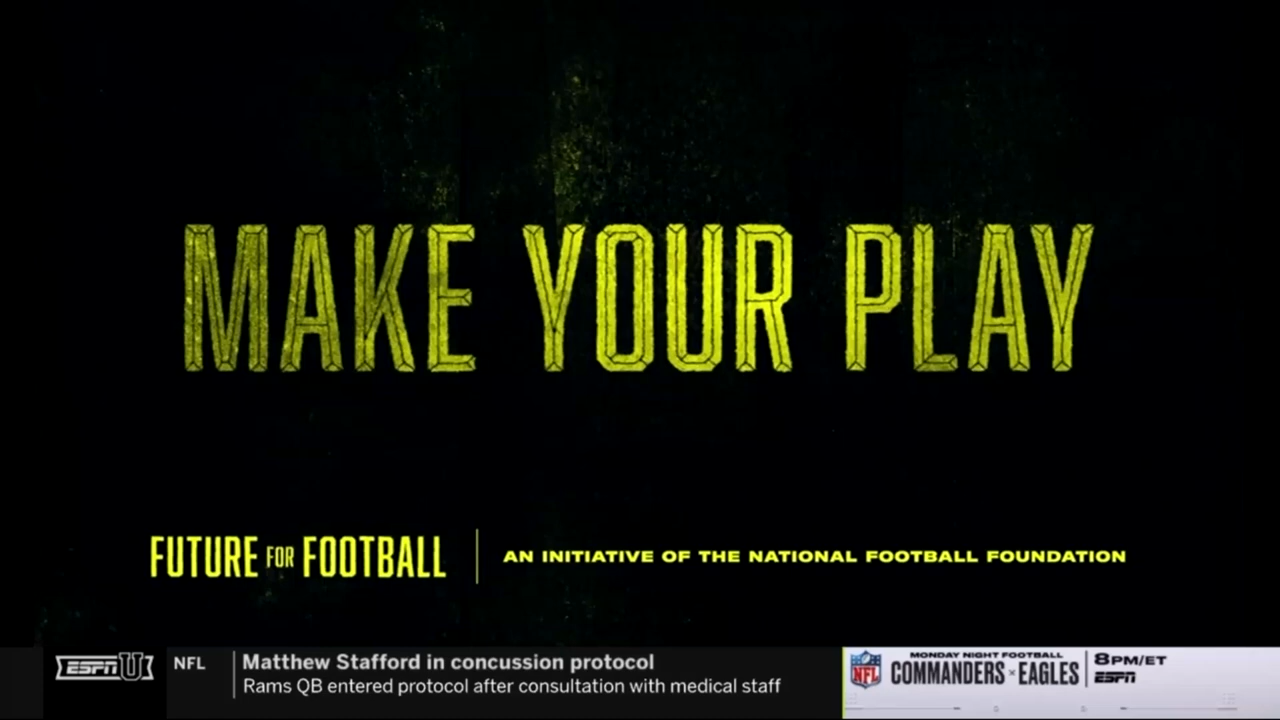 MAKE YOUR PLAY
FUTURE FOR FOOTBALL
AN INITIATIVE OF THE NATIONAL FOOTBALL FOUNDATION
ESPNU
NFL
Matthew Stafford in concussion protocol
Rams QB entered protocol after consultation with medical staff
NFL
MONDAY NIGHT FOOTBALL
COMMANDERS × EAGLES
8PM/ET
ESPN